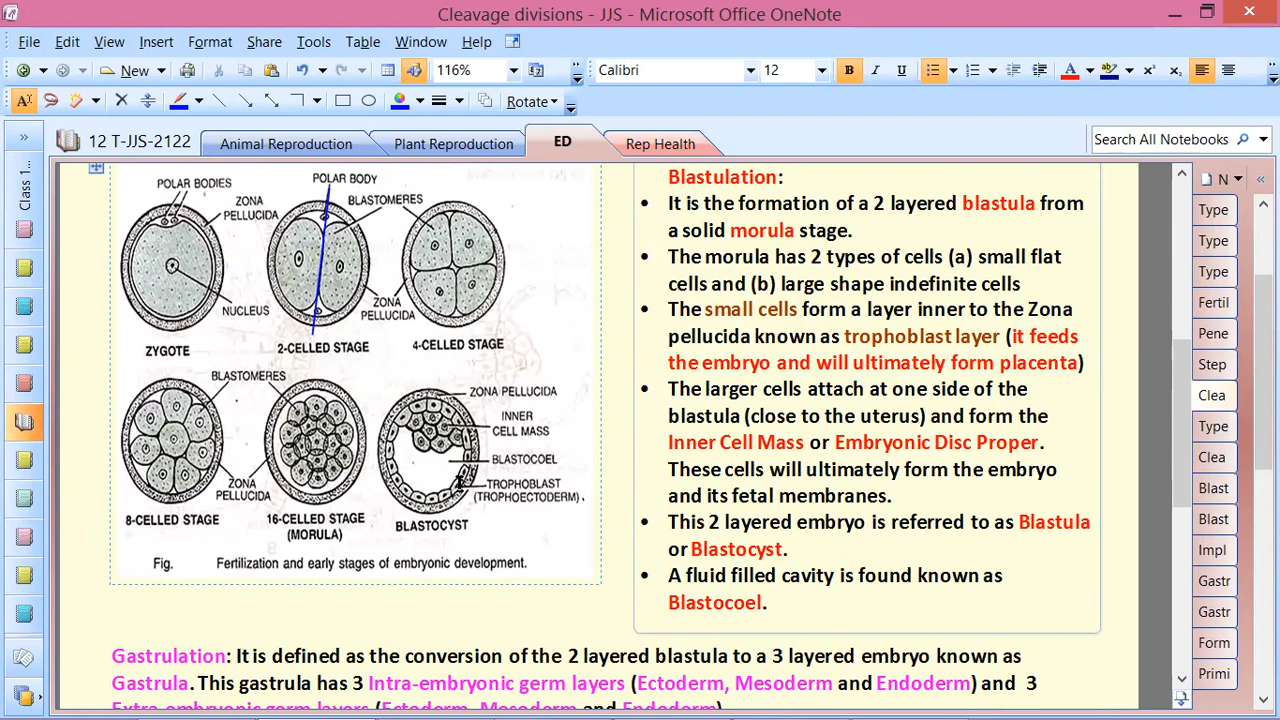 Cleavage divisions - JJS - Microsoft Office OneNote
File Edit View Insert Format Share Tools Table Window Help
New 116% Calibri 12 B I U
Rotate
12 T-JJS-2122 Animal Reproduction Plant Reproduction ED Rep Health Search All Notebooks
Class 1.
POLAR BODIES
ZONA
PELLUCIDA
NUCLEUS
ZYGOTE
POLAR BODY
BLASTOMERES
ZONA
PELLUCIDA
2-CELLED STAGE
4-CELLED STAGE
BLASTOMERES
ZONA
PELLUCIDA
8-CELLED STAGE
16-CELLED STAGE
(MORULA)
ZONA PELLUCIDA
INNER
CELL MASS
BLASTOCOEL
TROPHOBLAST
(TROPHOECTODERM).
BLASTOCYST
Fig. Fertilization and early stages of embryonic development.
Blastulation:
• It is the formation of a 2 layered blastula from
a solid morula stage.
• The morula has 2 types of cells (a) small flat
cells and (b) large shape indefinite cells
• The small cells form a layer inner to the Zona
pellucida known as trophoblast layer (it feeds
the embryo and will ultimately form placenta)
• The larger cells attach at one side of the
blastula (close to the uterus) and form the
Inner Cell Mass or Embryonic Disc Proper.
These cells will ultimately form the embryo
and its fetal membranes.
• This 2 layered embryo is referred to as Blastula
or Blastocyst.
• A fluid filled cavity is found known as
Blastocoel.
Gastrulation: It is defined as the conversion of the 2 layered blastula to a 3 layered embryo known as
Gastrula. This gastrula has 3 Intra-embryonic germ layers (Ectoderm, Mesoderm and Endoderm) and 3
Extra-embryonic germ layers (Ectoderm, Mesoderm and Endoderm)
N
Type
Type
Type
Fertil
Pene
Step
Clea
Type
Clea
Blast
Blast
Impl
Gastr
Gastr
Form
Primi